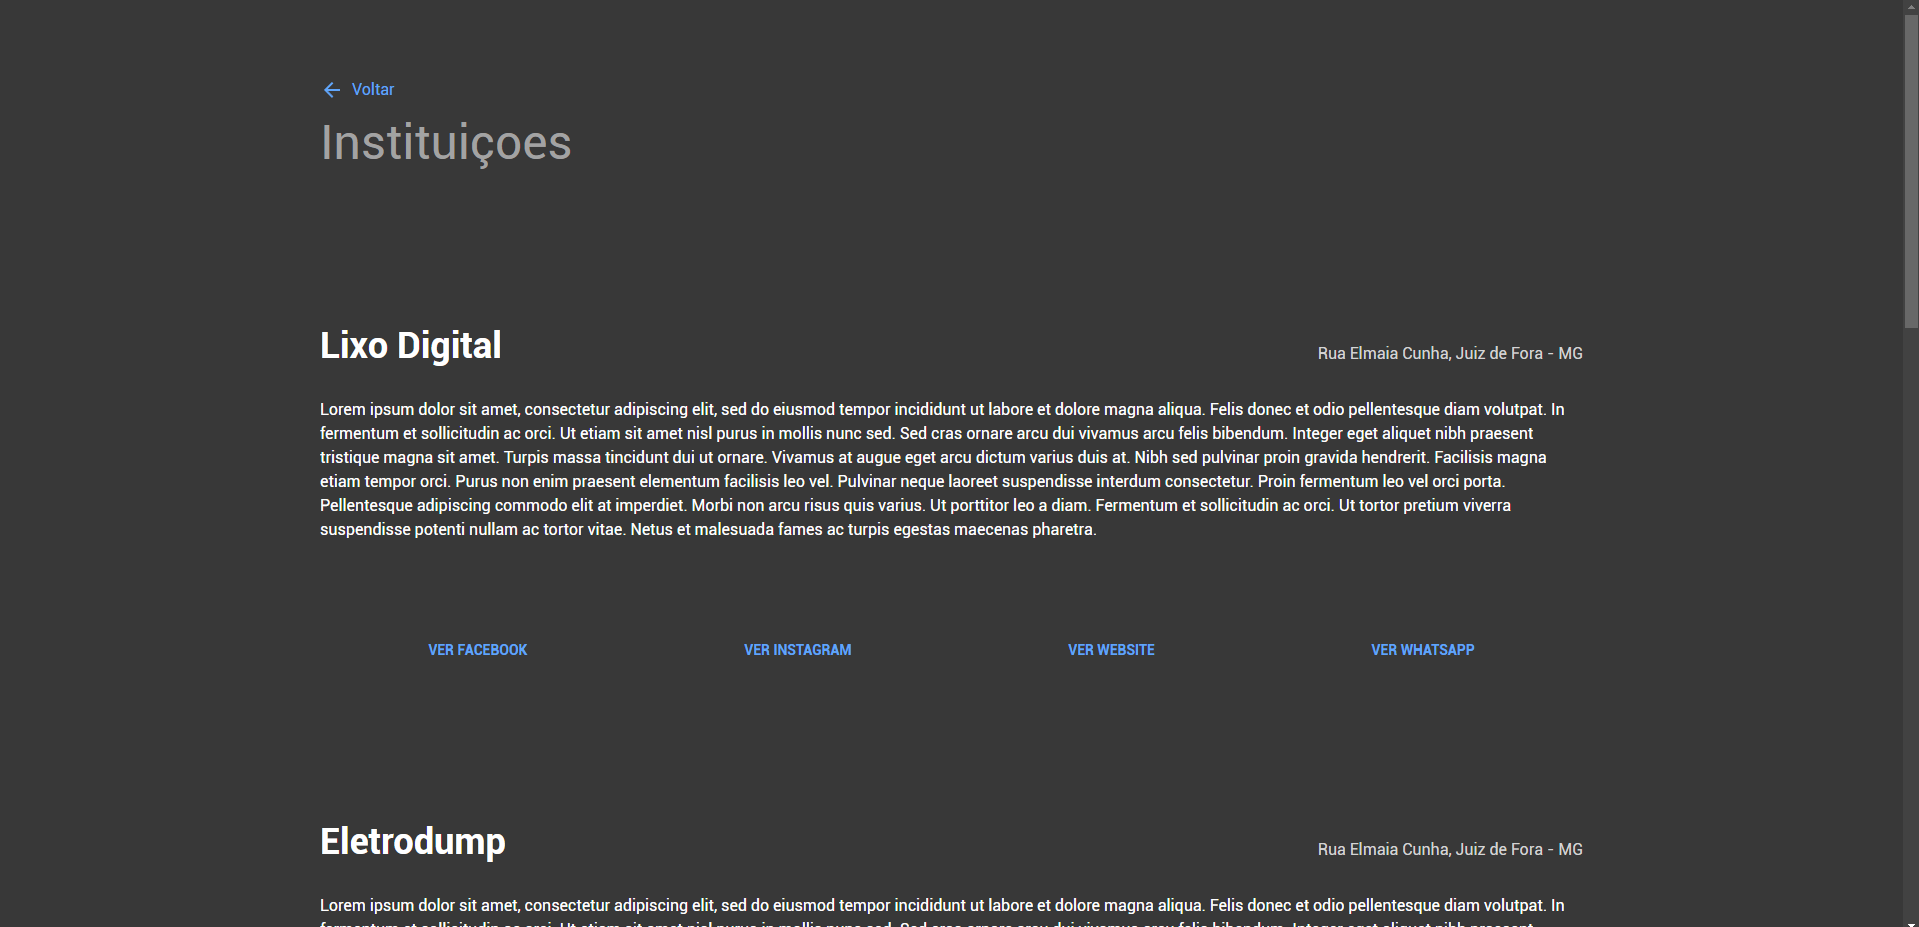 Voltar
Instituiçoes
Lixo Digital
Rua Elmaia Cunha, Juiz de Fora - MG
Lorem ipsum dolor sit amet, consectetur adipiscing elit, sed do eiusmod tempor incididunt ut labore et dolore magna aliqua. Felis donec et odio pellentesque diam volutpat. In
fermentum et sollicitudin ac orci. Ut etiam sit amet nisl purus in mollis nunc sed. Sed cras ornare arcu dui vivamus arcu felis bibendum. Integer eget aliquet nibh praesent
tristique magna sit amet. Turpis massa tincidunt dui ut ornare. Vivamus at augue eget arcu dictum varius duis at. Nibh sed pulvinar proin gravida hendrerit. Facilisis magna
etiam tempor orci. Purus non enim praesent elementum facilisis leo vel. Pulvinar neque laoreet suspendisse interdum consectetur. Proin fermentum leo vel orci porta.
Pellentesque adipiscing commodo elit at imperdiet. Morbi non arcu risus quis varius. Ut porttitor leo a diam. Fermentum et sollicitudin ac orci. Ut tortor pretium viverra
suspendisse potenti nullam ac tortor vitae. Netus et malesuada fames ac turpis egestas maecenas pharetra.
VER FACEBOOK
VER INSTAGRAM
VER WEBSITE
VER WHATSAPP
Eletrodump
Rua Elmaia Cunha, Juiz de Fora - MG
Lorem ipsum dolor sit amet, consectetur adipiscing elit, sed do eiusmod tempor incididunt ut labore et dolore magna aliqua. Felis donec et odio pellentesque diam volutpat. In